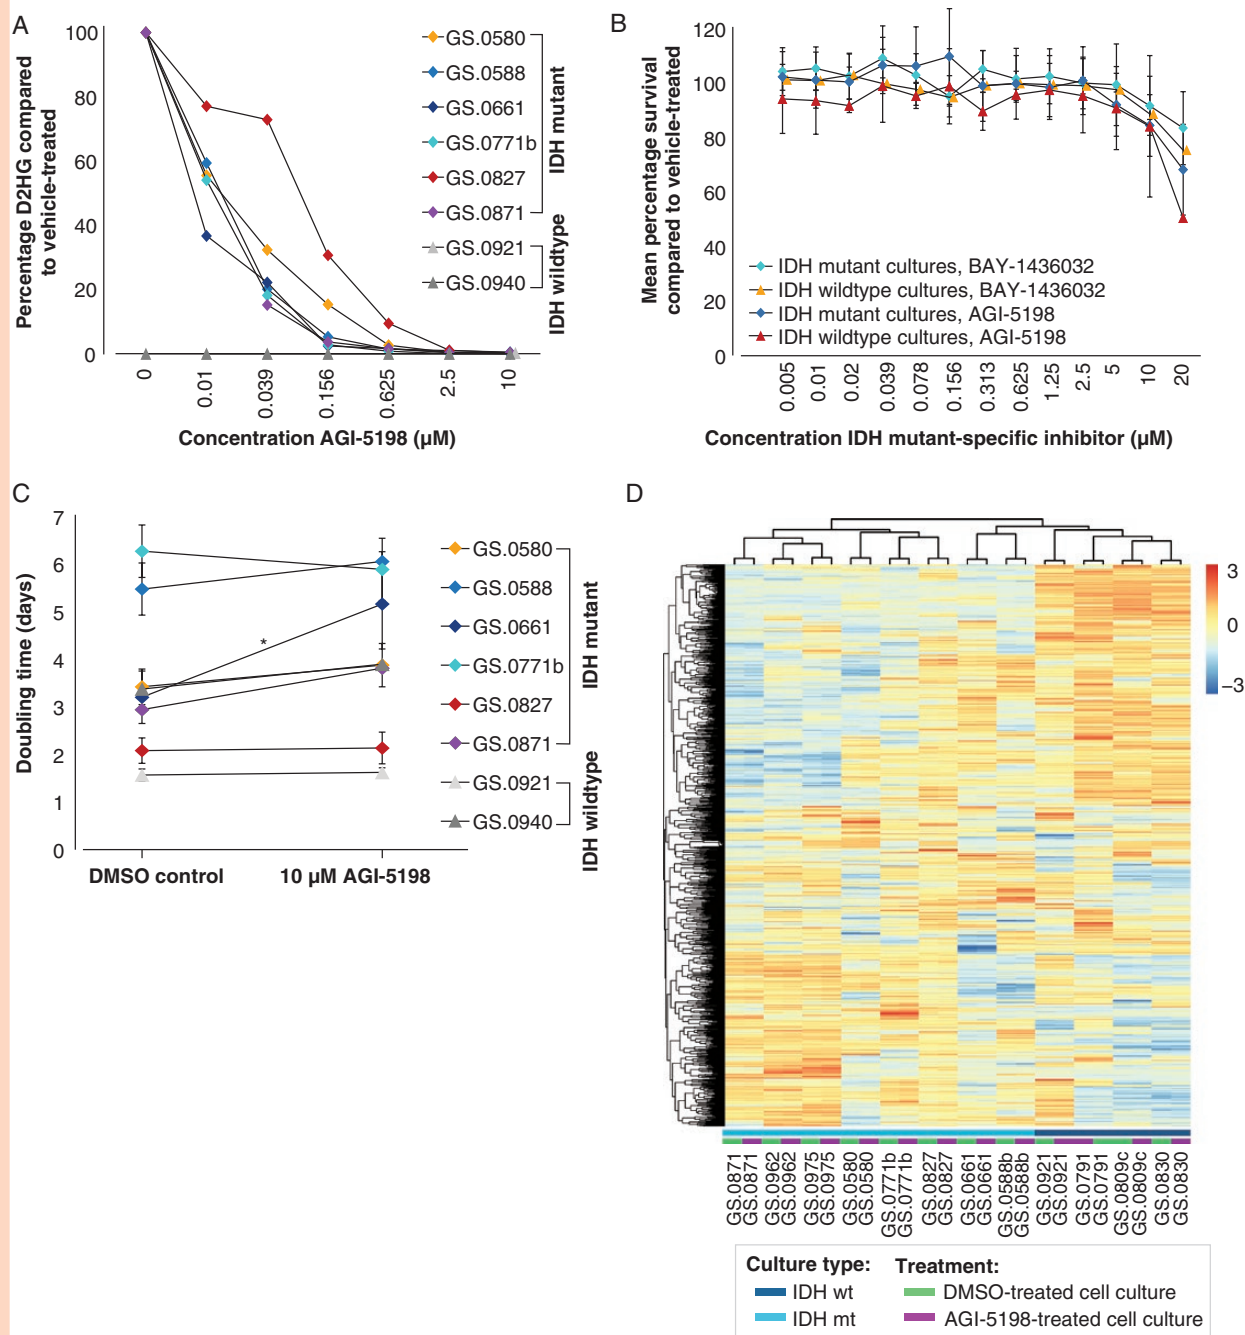 A
Percentage D2HG compared
to vehicle-treated
100
80
60
40
20
0
0
0.01
0.039
0.156
0.625
2.5
10
Concentration AGI-5198 (µM)
GS.0580
GS.0588
GS.0661
GS.0771b
GS.0827
GS.0871
GS.0921
GS.0940
IDH mutant
IDH wildtype
B
Mean percentage survival
compared to vehicle-treated
120
100
80
60
40
20
0
IDH mutant cultures, BAY-1436032
IDH wildtype cultures, BAY-1436032
IDH mutant cultures, AGI-5198
IDH wildtype cultures, AGI-5198
0.005
0.01
0.02
0.039
0.078
0.156
0.313
0.625
1.25
2.5
5
10
20
Concentration IDH mutant-specific inhibitor (µM)
C
Doubling time (days)
7
6
5
4
3
2
1
0
*
DMSO control
10 µM AGI-5198
GS.0580
GS.0588
GS.0661
GS.0771b
GS.0827
GS.0871
GS.0921
GS.0940
IDH mutant
IDH wildtype
D
3
0
−3
GS.0871
GS.0871
GS.0962
GS.0962
GS.0975
GS.0975
GS.0580
GS.0580
GS.0771b
GS.0771b
GS.0827
GS.0827
GS.0661
GS.0661
GS.0588b
GS.0588b
GS.0921
GS.0921
GS.0791
GS.0791
GS.0809c
GS.0809c
GS.0830
GS.0830
Culture type:
IDH wt
IDH mt
Treatment:
DMSO-treated cell culture
AGI-5198-treated cell culture